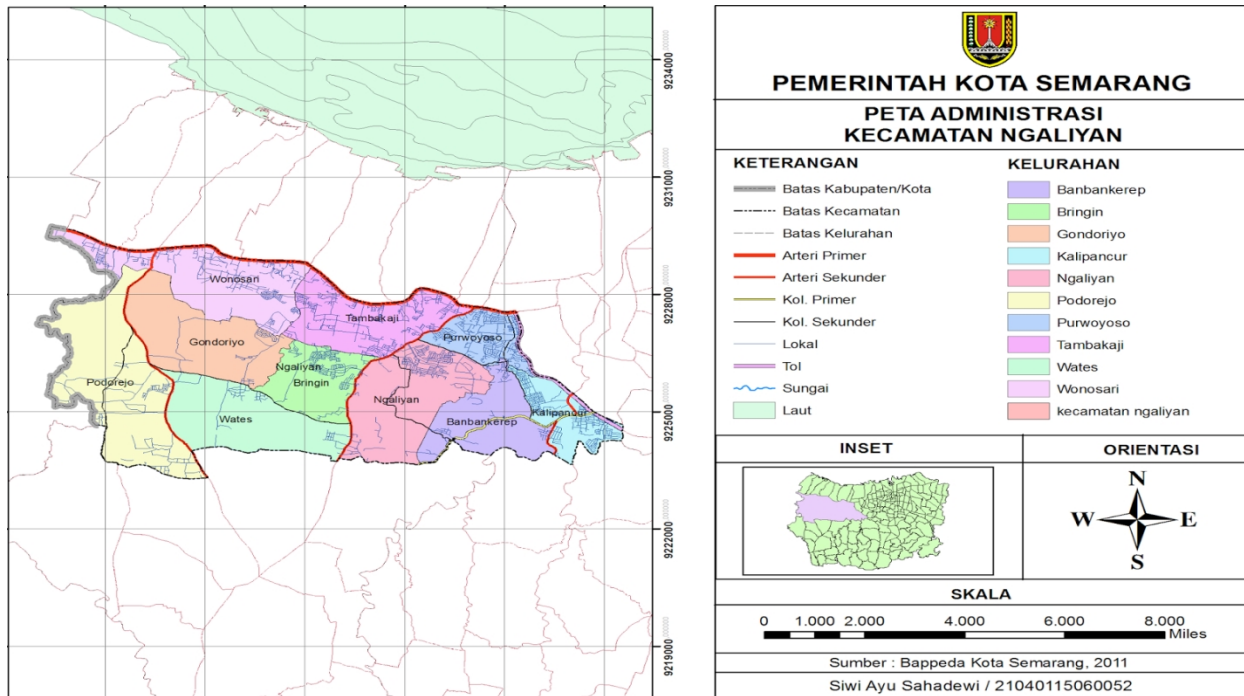 9234000
9231000
9228000
9225000
9222000
9219000
Wonosari
Tambakaji
Purwoyoso
Gondoriyo
Ngaliyan
Bringin
Podorejo
Ngaliyan
Kalipancur
Wates
Banbankerep
PEMERINTAH KOTA SEMARANG
PETA ADMINISTRASI
KECAMATAN NGALIYAN
KETERANGAN
Batas Kabupaten/Kota
Batas Kecamatan
Batas Kelurahan
Arteri Primer
Arteri Sekunder
Kol. Primer
Kol. Sekunder
Lokal
Tol
Sungai
Laut
KELURAHAN
Banbankerep
Bringin
Gondoriyo
Kalipancur
Ngaliyan
Podorejo
Purwoyoso
Tambakaji
Wates
Wonosari
kecamatan ngaliyan
INSET
ORIENTASI
N
W
E
S
SKALA
0 1.000 2.000 4.000 6.000 8.000
Miles
Sumber : Bappeda Kota Semarang, 2011
Siwi Ayu Sahadewi / 21040115060052